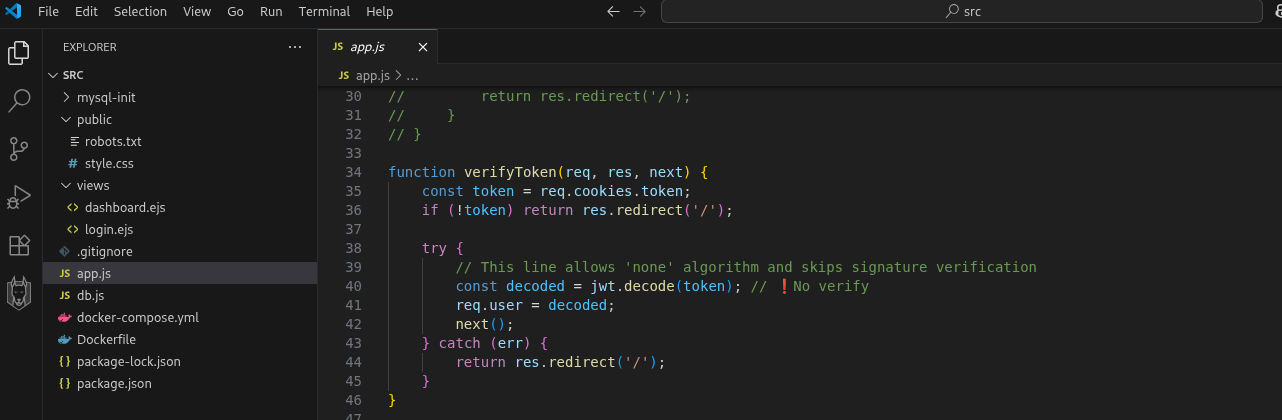 File Edit Selection View Go Run Terminal Help
src
EXPLORER
SRC
mysql-init
public
robots.txt
style.css
views
dashboard.ejs
login.ejs
.gitignore
app.js
db.js
docker-compose.yml
Dockerfile
package-lock.json
package.json
JS app.js
JS app.js > ...
30 //         return res.redirect('/');
31 //     }
32 // }
33
34 function verifyToken(req, res, next) {
35     const token = req.cookies.token;
36     if (!token) return res.redirect('/');
37
38     try {
39         // This line allows 'none' algorithm and skips signature verification
40         const decoded = jwt.decode(token); // ❗No verify
41         req.user = decoded;
42         next();
43     } catch (err) {
44         return res.redirect('/');
45     }
46 }
47